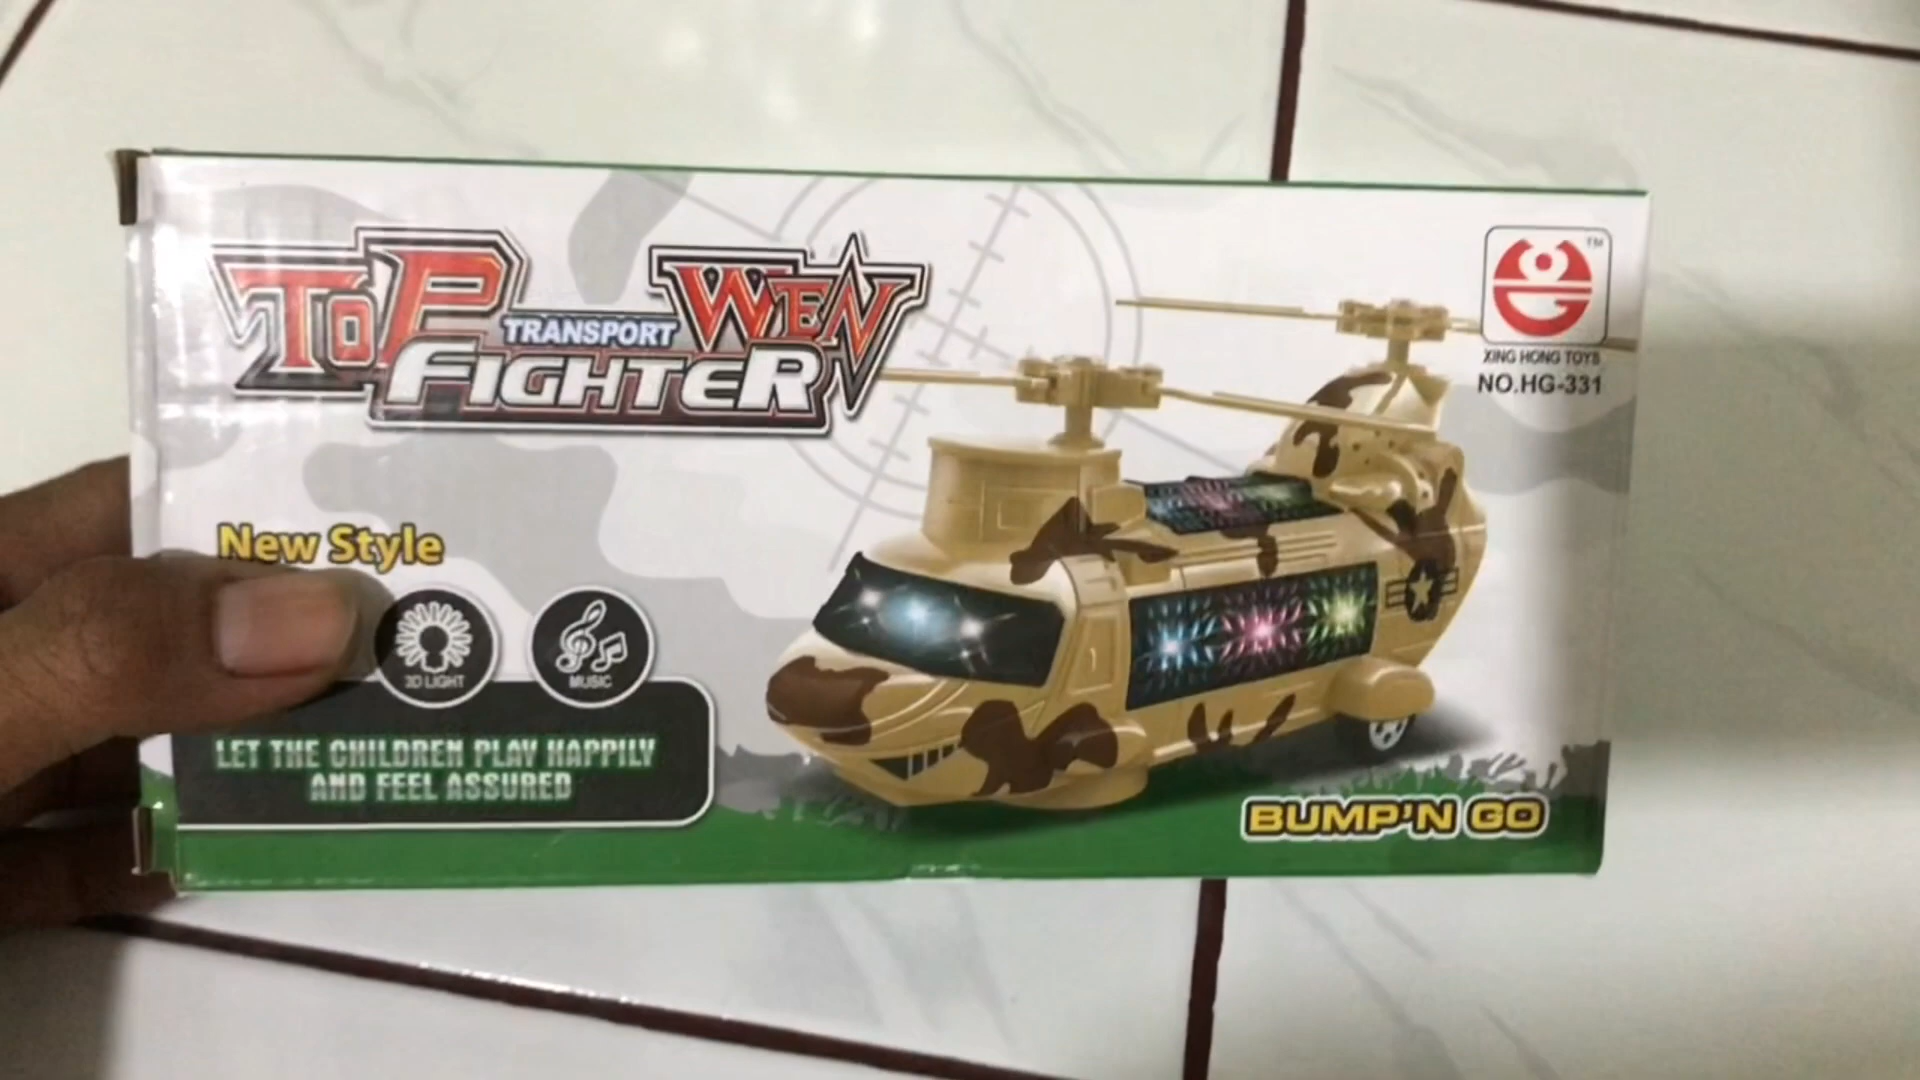 TOP WEN
TRANSPORT
FIGHTER
TM
XING HONG TOYS
NO.HG-331
New Style
3D LIGHT
MUSIC
LET THE CHILDREN PLAY HAPPILY
AND FEEL ASSURED
BUMP'N GO